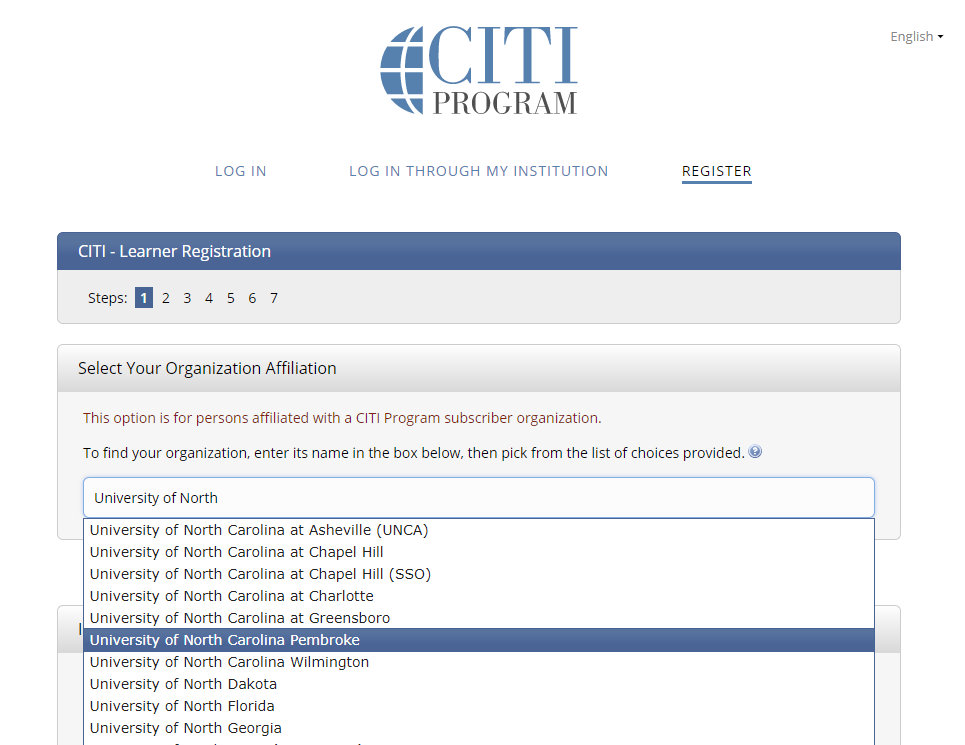 CITI
PROGRAM
English
LOG IN
LOG IN THROUGH MY INSTITUTION
REGISTER
CITI - Learner Registration
Steps: 1 2 3 4 5 6 7
Select Your Organization Affiliation
This option is for persons affiliated with a CITI Program subscriber organization.
To find your organization, enter its name in the box below, then pick from the list of choices provided.
University of North
University of North Carolina at Asheville (UNCA)
University of North Carolina at Chapel Hill
University of North Carolina at Chapel Hill (SSO)
University of North Carolina at Charlotte
University of North Carolina at Greensboro
University of North Carolina Pembroke
University of North Carolina Wilmington
University of North Dakota
University of North Florida
University of North Georgia